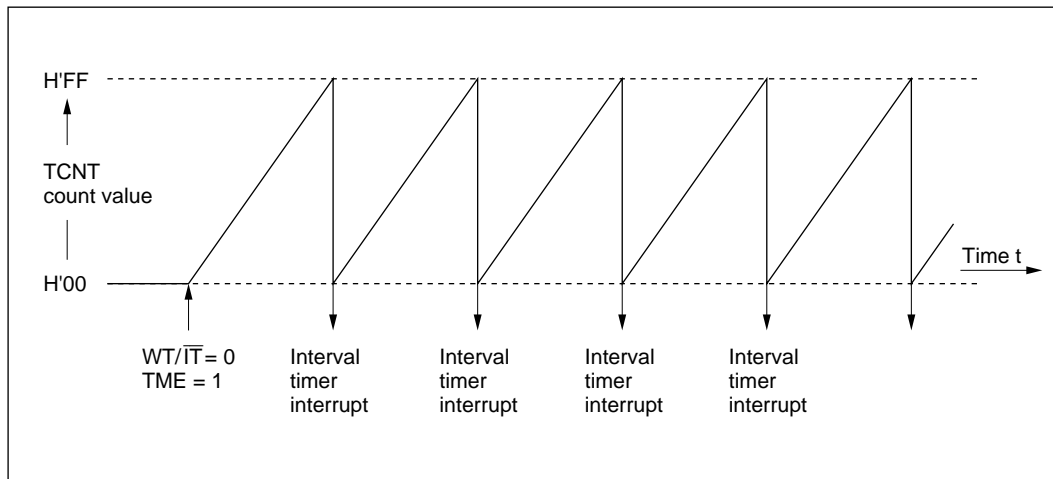 H'FF
TCNT
count value
H'00
Time t
WT/I̅T̅ = 0
TME = 1
Interval
timer
interrupt
Interval
timer
interrupt
Interval
timer
interrupt
Interval
timer
interrupt